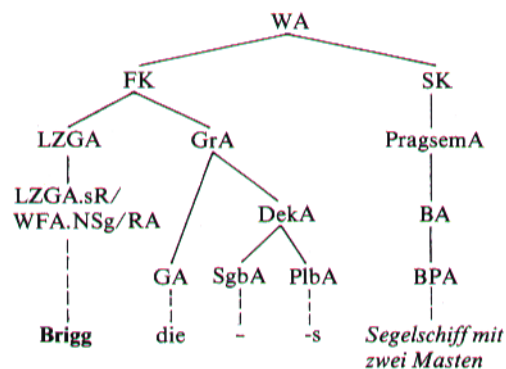 WA
FK SK
LZGA GrA PragsemA
LZGA.sR/
WFA.NSg/RA
DekA BA
GA SgbA PlbA BPA
Brigg die – -s Segelschiff mit
zwei Masten